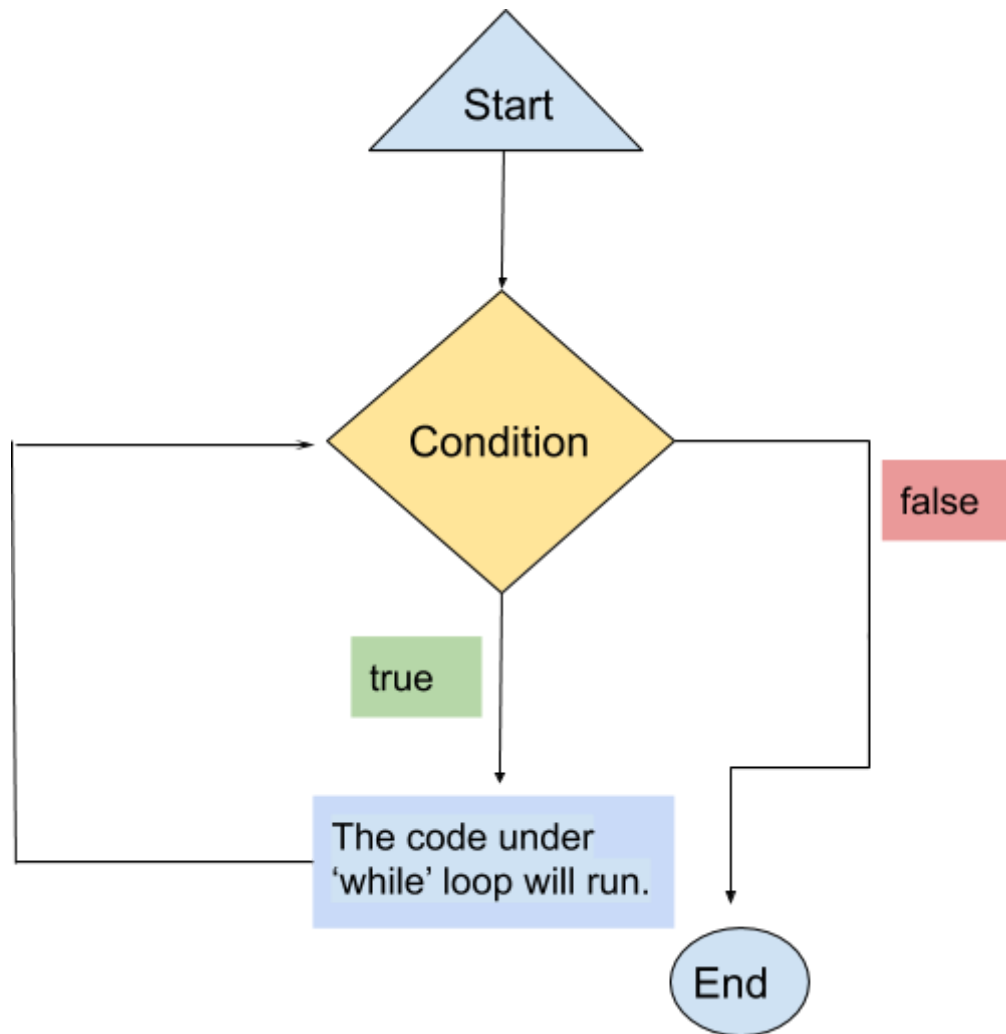 Start
Condition
false
true
The code under
‘while’ loop will run.
End